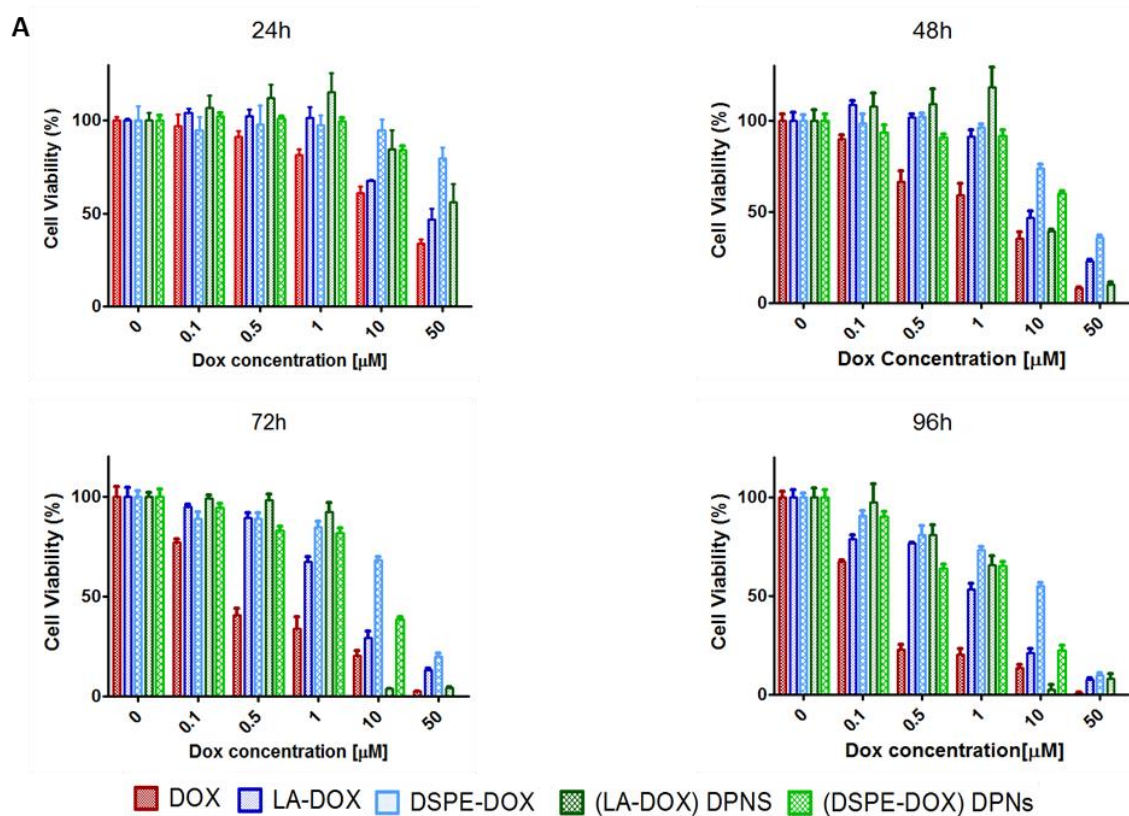 A
24h
Cell Viability (%)
100
50
0
0 0.1 0.5 1 10 50
Dox concentration [μM]
48h
Cell Viability (%)
100
50
0
0 0.1 0.5 1 10 50
Dox Concentration [μM]
72h
Cell Viability (%)
100
50
0
0 0.1 0.5 1 10 50
Dox concentration [μM]
96h
Cell Viability (%)
100
50
0
0 0.1 0.5 1 10 50
Dox concentration[μM]
DOX LA-DOX DSPE-DOX (LA-DOX) DPNS (DSPE-DOX) DPNs